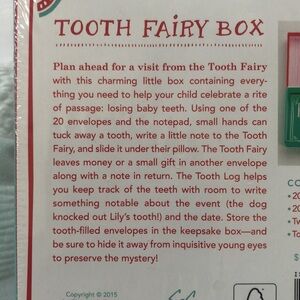 TOOTH FAIRY BOX
Plan ahead for a visit from the Tooth Fairy
with this charming little box containing every-
thing you need to help your child celebrate a rite
of passage: losing baby teeth. Using one of the
20 envelopes and the notepad, small hands can
tuck away a tooth, write a little note to the Tooth
Fairy, and slide it under their pillow. The Tooth Fairy
leaves money or a small gift in another envelope
along with a note in return. The Tooth Log helps
you keep track of the teeth with room to write
something notable about the event (the dog
knocked out Lily's tooth!) and the date. Store the
tooth-filled envelopes in the keepsake box—and
be sure to hide it away from inquisitive young eyes
to preserve the mystery!
Copyright © 2015
CO
• 20
• 20
• Tw
• To
$